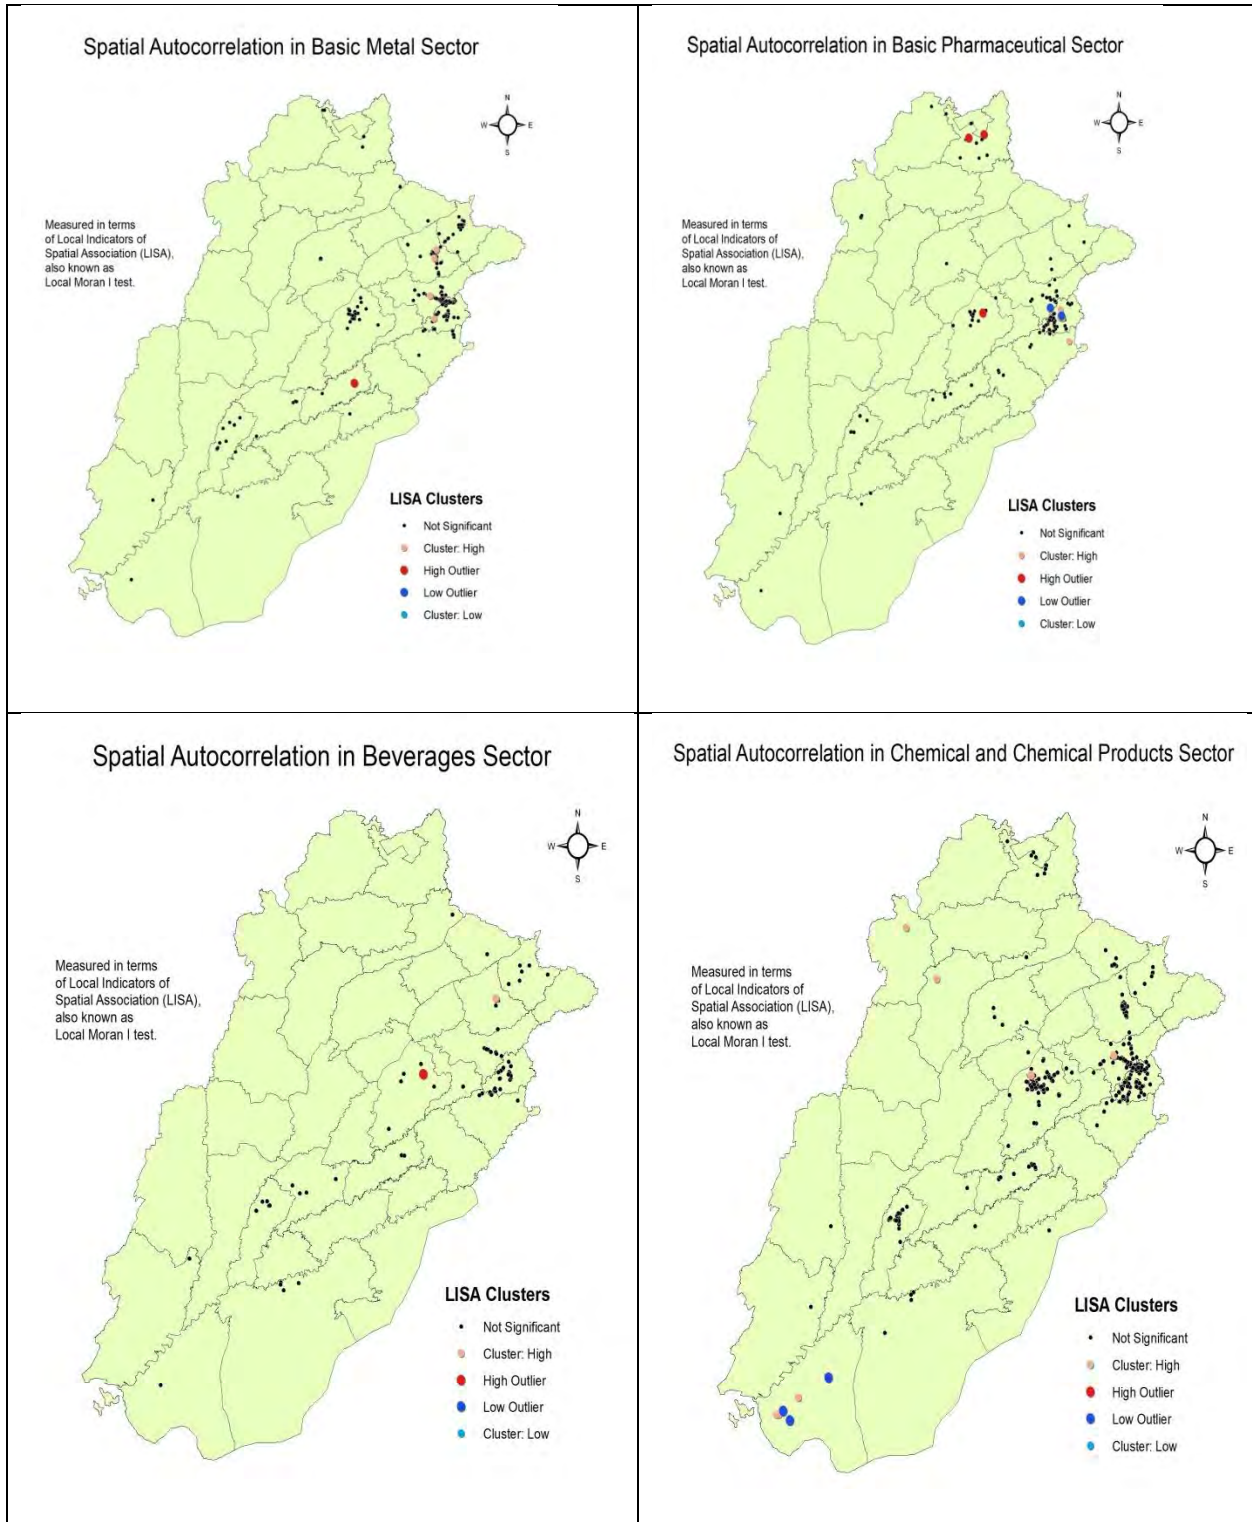 Spatial Autocorrelation in Basic Metal Sector
N
W
E
S
Measured in terms
of Local Indicators of
Spatial Association (LISA),
also known as
Local Moran I test.
LISA Clusters
Not Significant
Cluster: High
High Outlier
Low Outlier
Cluster: Low
Spatial Autocorrelation in Basic Pharmaceutical Sector
N
W
E
S
Measured in terms
of Local Indicators of
Spatial Association (LISA),
also known as
Local Moran I test.
LISA Clusters
Not Significant
Cluster: High
High Outlier
Low Outlier
Cluster: Low
Spatial Autocorrelation in Beverages Sector
N
W
E
S
Measured in terms
of Local Indicators of
Spatial Association (LISA),
also known as
Local Moran I test.
LISA Clusters
Not Significant
Cluster: High
High Outlier
Low Outlier
Cluster: Low
Spatial Autocorrelation in Chemical and Chemical Products Sector
N
W
E
S
Measured in terms
of Local Indicators of
Spatial Association (LISA),
also known as
Local Moran I test.
LISA Clusters
Not Significant
Cluster: High
High Outlier
Low Outlier
Cluster: Low